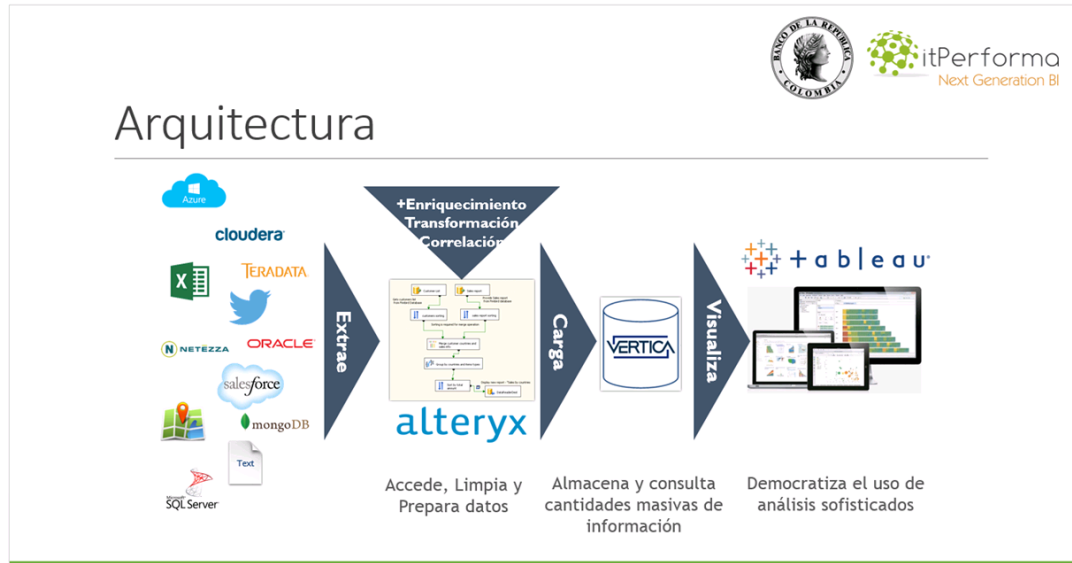 BANCO DE LA REPÚBLICA
COLOMBIA
itPerforma
Next Generation BI
Arquitectura
Azure
cloudera
TERADATA
NETEZZA
ORACLE
salesforce
mongoDB
Text
Microsoft
SQL Server
Extrae
+Enriquecimiento
Transformación
Correlación
alteryx
Accede, Limpia y
Prepara datos
Carga
VERTICA
Almacena y consulta
cantidades masivas de
información
Visualiza
+ableau
Democratiza el uso de
análisis sofisticados